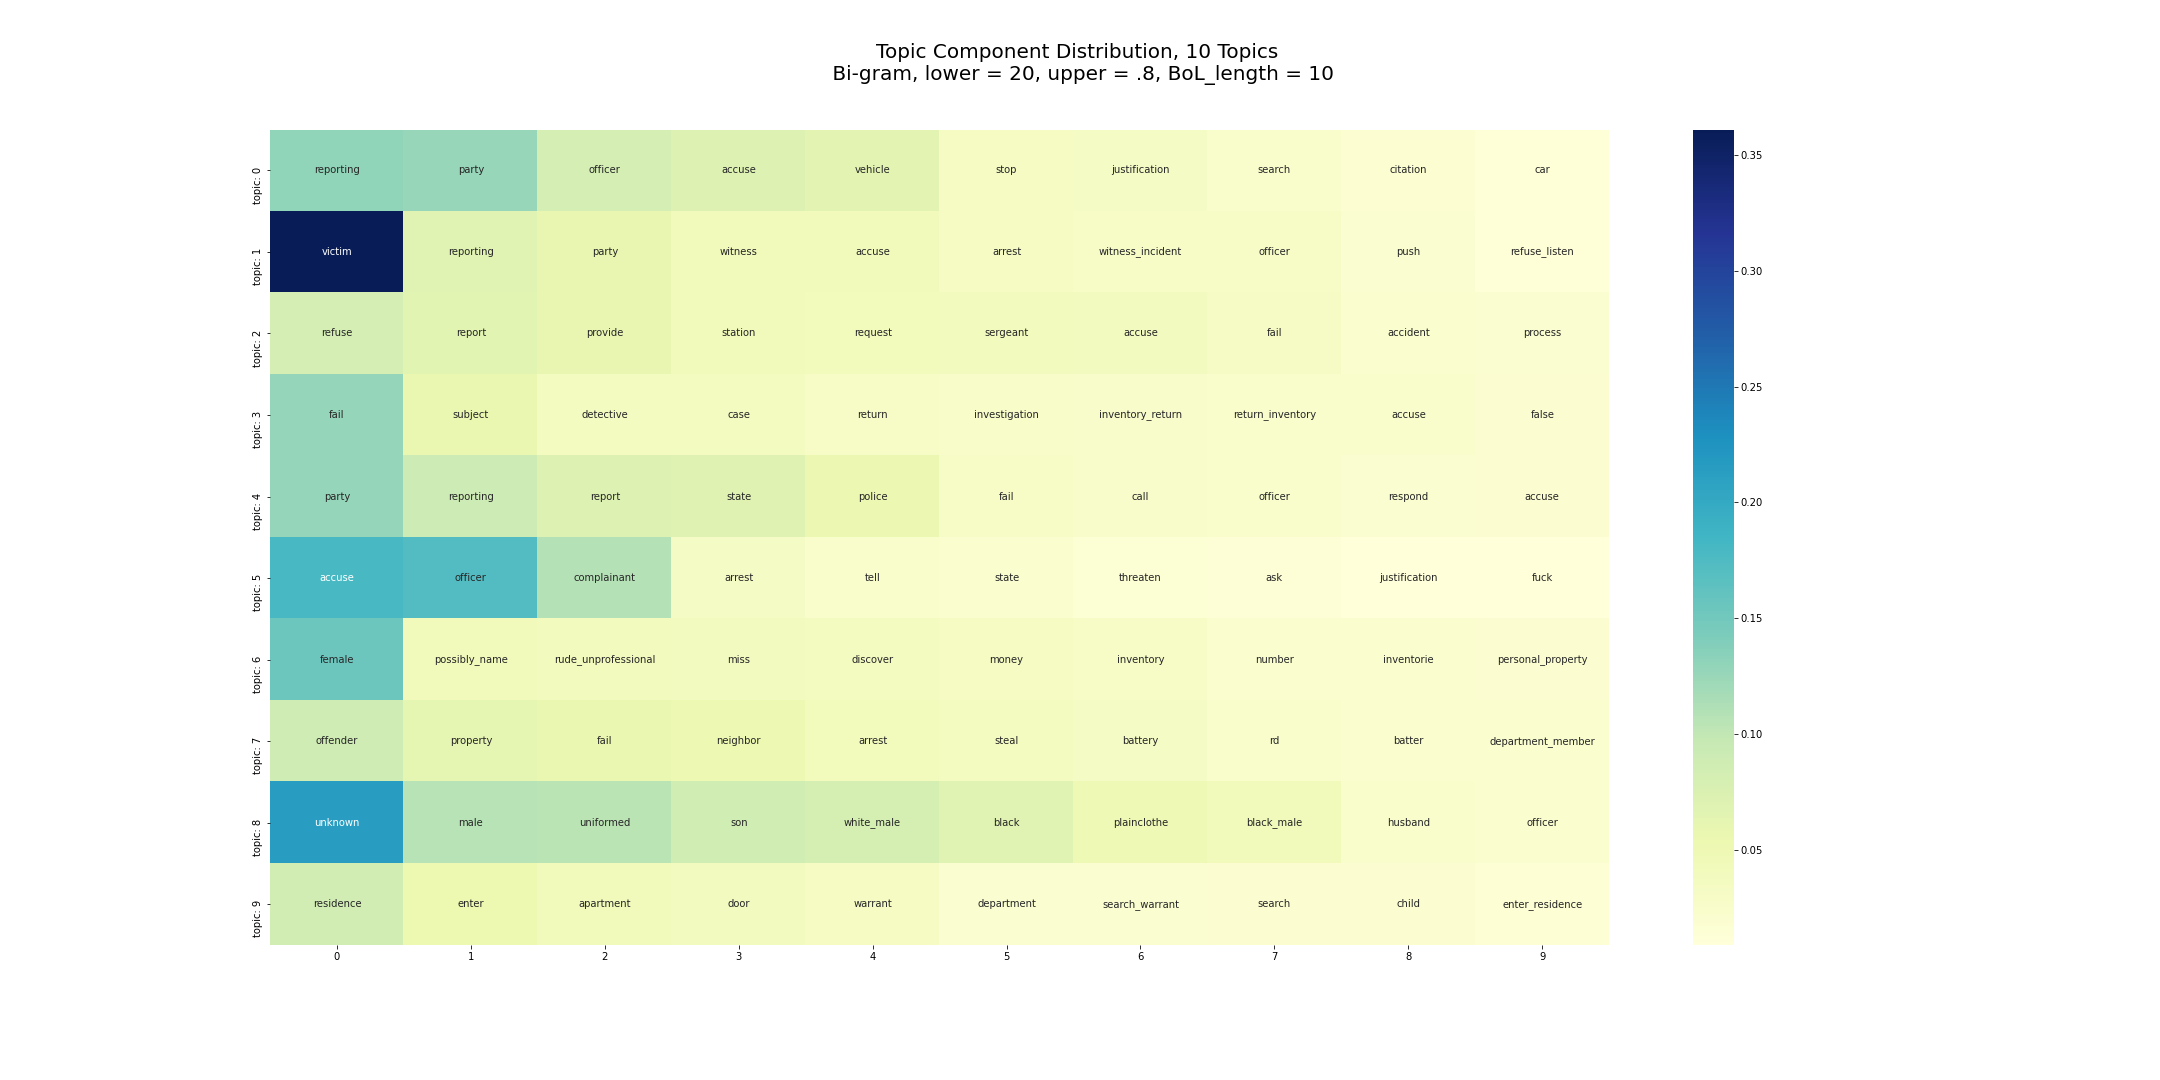 Topic Component Distribution, 10 Topics
Bi-gram, lower = 20, upper = .8, BoL_length = 10
topic: 0 reporting party officer accuse vehicle stop justification search citation car
topic: 1 victim reporting party witness accuse arrest witness_incident officer push refuse_listen
topic: 2 refuse report provide station request sergeant accuse fail accident process
topic: 3 fail subject detective case return investigation inventory_return return_inventory accuse false
topic: 4 party reporting report state police fail call officer respond accuse
topic: 5 accuse officer complainant arrest tell state threaten ask justification fuck
topic: 6 female possibly_name rude_unprofessional miss discover money inventory number inventorie personal_property
topic: 7 offender property fail neighbor arrest steal battery rd batter department_member
topic: 8 unknown male uniformed son white_male black plainclothe black_male husband officer
topic: 9 residence enter apartment door warrant department search_warrant search child enter_residence
0 1 2 3 4 5 6 7 8 9
0.35
0.30
0.25
0.20
0.15
0.10
0.05